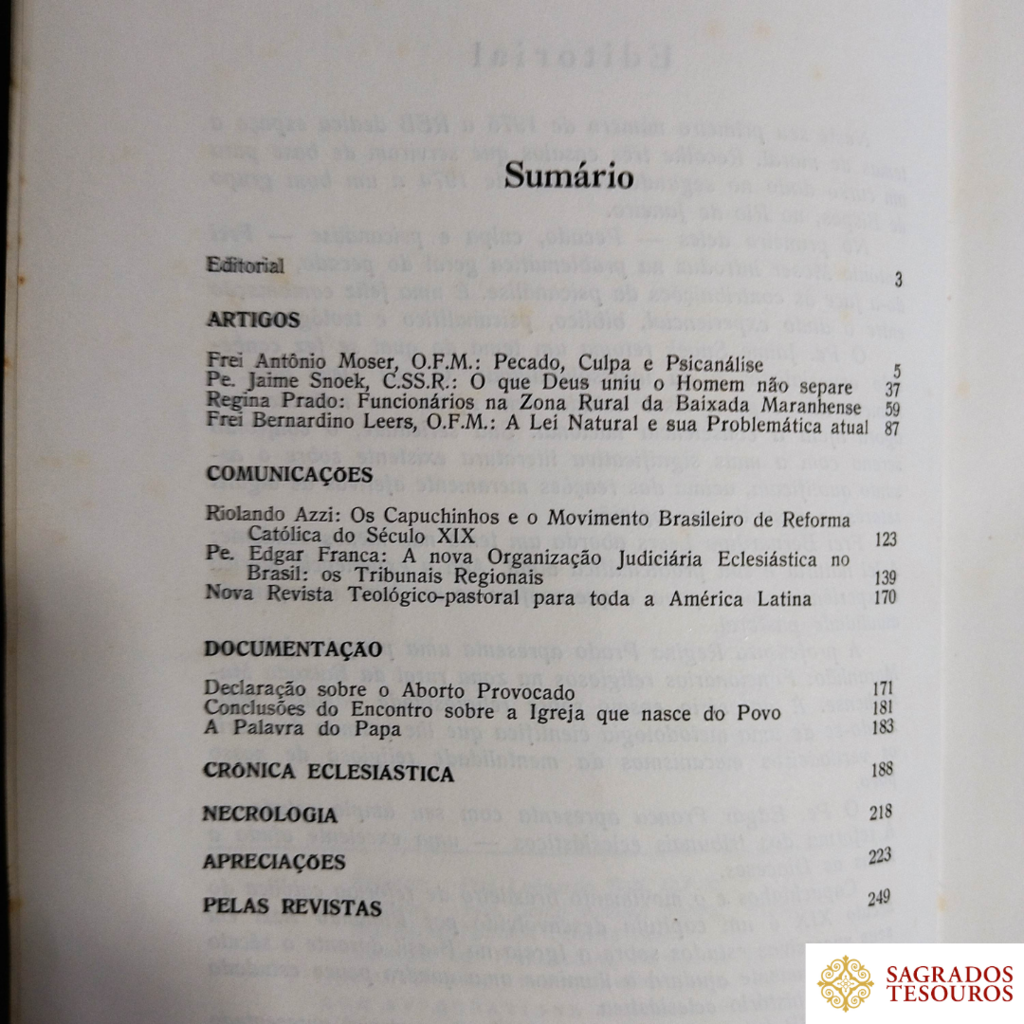 Sumário
Editorial 3
ARTIGOS
Frei Antônio Moser, O.F.M.: Pecado, Culpa e Psicanálise 5
Pe. Jaime Snoek, C.SS.R.: O que Deus uniu o Homem não separe 37
Regina Prado: Funcionários na Zona Rural da Baixada Maranhense 59
Frei Bernardino Leers, O.F.M.: A Lei Natural e sua Problemática atual 87
COMUNICAÇÕES
Riolando Azzi: Os Capuchinhos e o Movimento Brasileiro de Reforma
Católica do Século XIX 123
Pe. Edgar Franca: A nova Organização Judiciária Eclesiástica no
Brasil: os Tribunais Regionais 139
Nova Revista Teológico-pastoral para toda a América Latina 170
DOCUMENTAÇÃO
Declaração sobre o Aborto Provocado 171
Conclusões do Encontro sobre a Igreja que nasce do Povo 181
A Palavra do Papa 183
CRÔNICA ECLESIÁSTICA 188
NECROLOGIA 218
APRECIAÇÕES 223
PELAS REVISTAS 249
SAGRADOS
TESOUROS